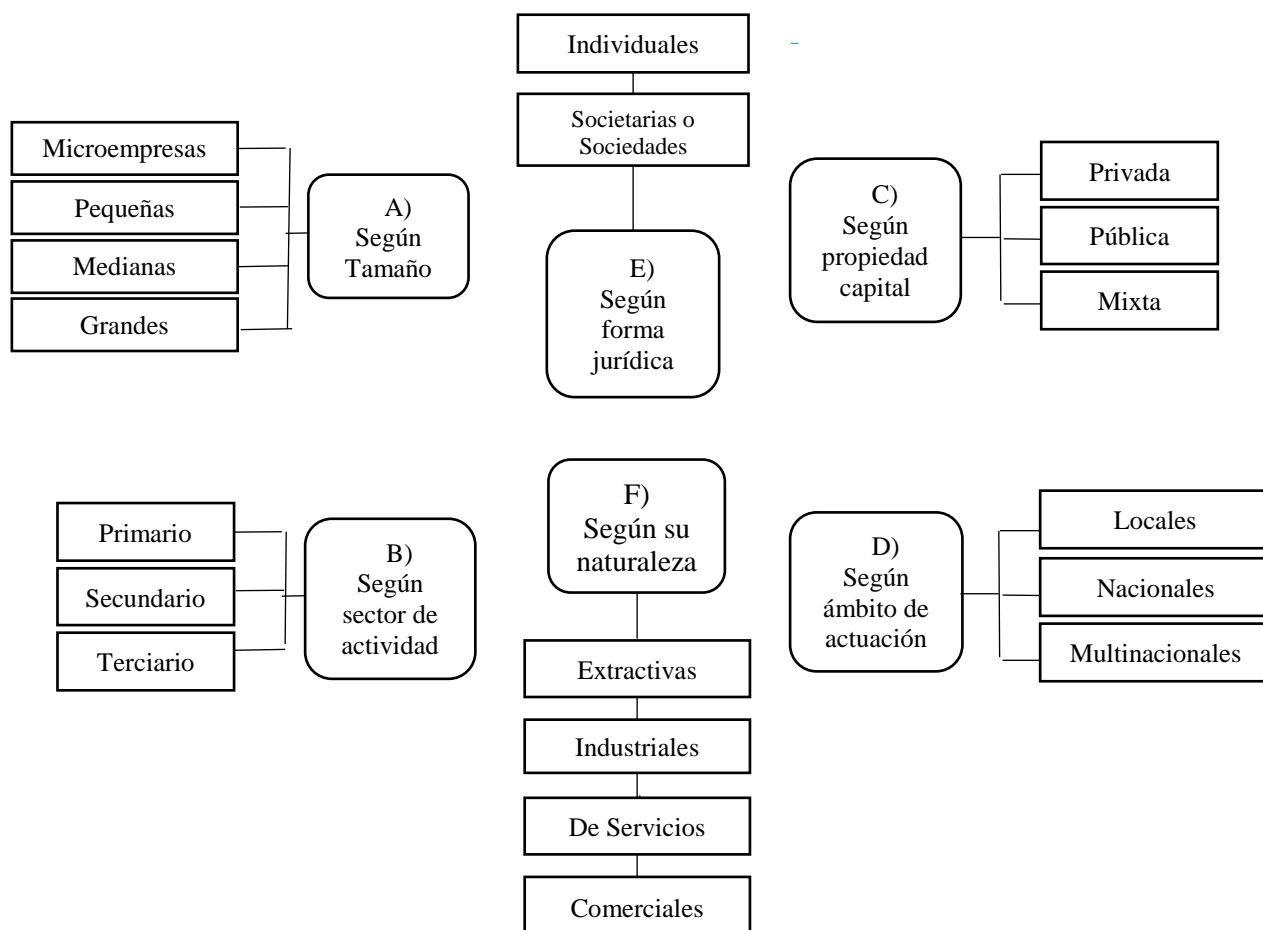 Individuales
Societarias o
Sociedades
E)
Según
forma
jurídica
Microempresas
Pequeñas
Medianas
Grandes
A)
Según
Tamaño
C)
Según
propiedad
capital
Privada
Pública
Mixta
Primario
Secundario
Terciario
B)
Según
sector de
actividad
F)
Según su
naturaleza
Extractivas
Industriales
De Servicios
Comerciales
D)
Según
ámbito de
actuación
Locales
Nacionales
Multinacionales